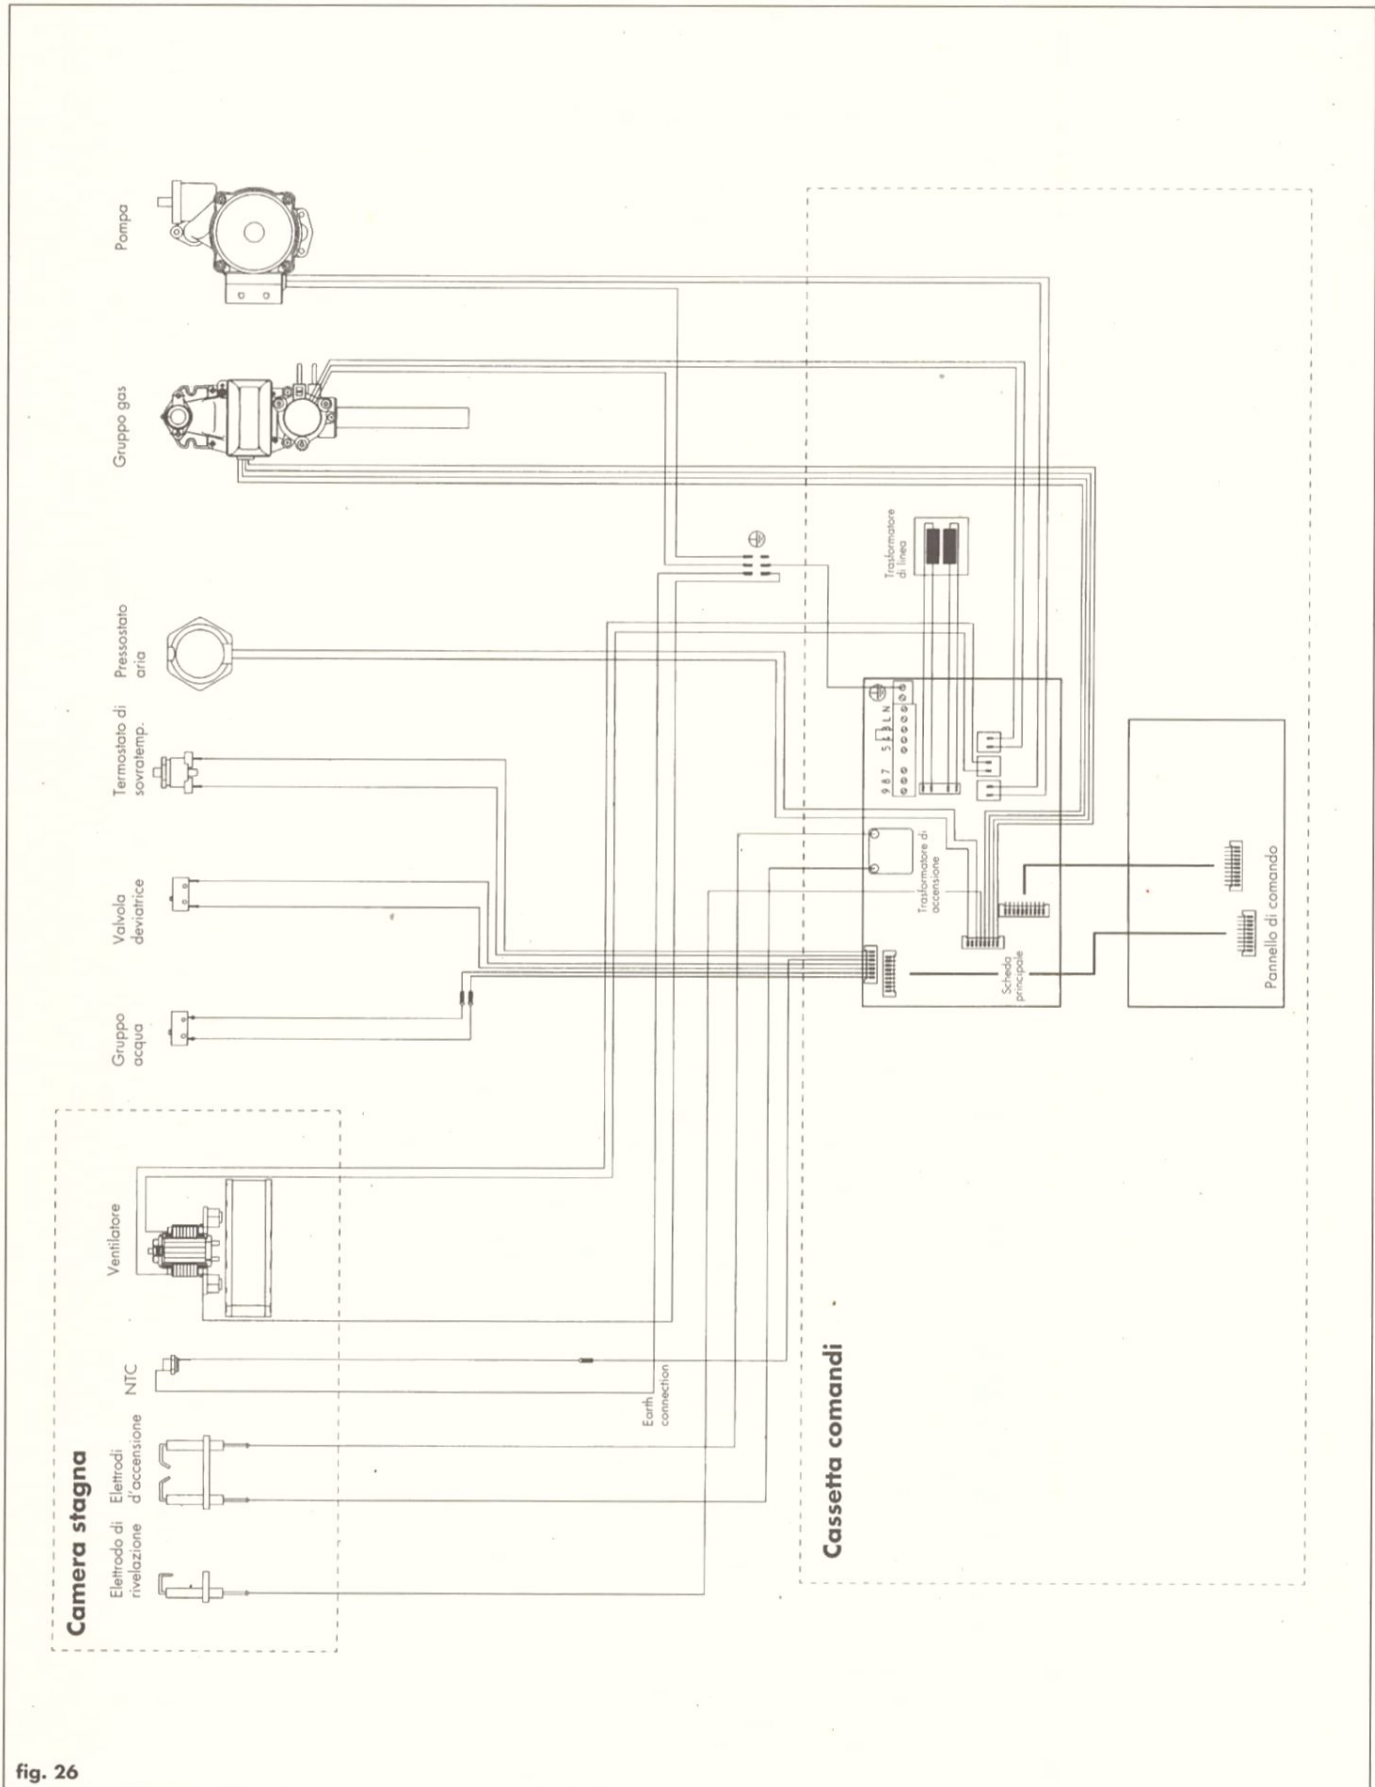 Pompa
Gruppo gas
Pressostato
aria
Termostato di
sovratemp.
Valvola
deviatrice
Gruppo
acqua
Ventilatore
NTC
Elettrodi
d'accensione
Elettrodo di
rivelazione
Camera stagna
Earth
connection
Trasformatore
di linea
9 8 7 5 4 3 L N
Trasformatore di
accensione
Scheda
principale
Pannello di comando
Cassetta comandi
fig. 26